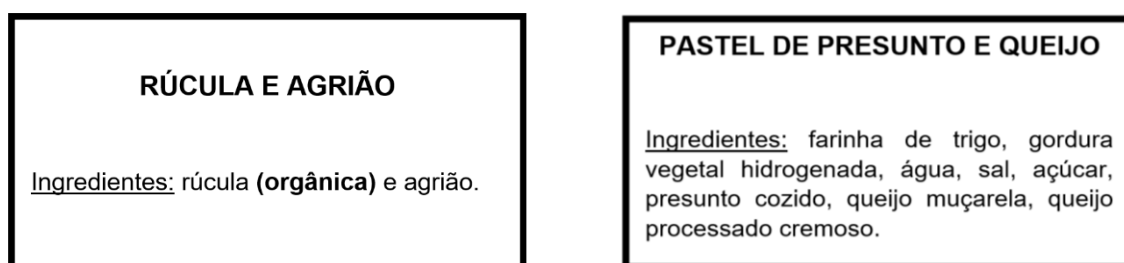 RÚCULA E AGRIÃO
Ingredientes: rúcula (orgânica) e agrião.
PASTEL DE PRESUNTO E QUEIJO
Ingredientes: farinha de trigo, gordura
vegetal hidrogenada, água, sal, açúcar,
presunto cozido, queijo muçarela, queijo
processado cremoso.